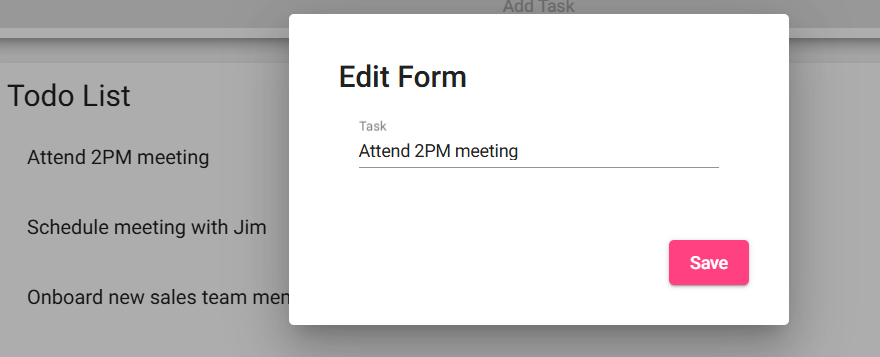 Add Task
Edit Form
Todo List
Task
Attend 2PM meeting
Attend 2PM meeting
Schedule meeting with Jim
Save
Onboard new sales team